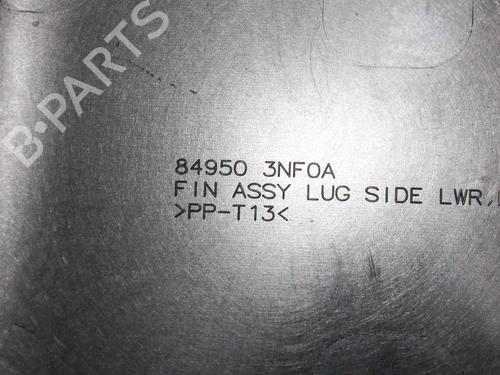 B-PARTS
84950 3NF0A
FIN ASSY LUG SIDE LWR,
>PP-T13<